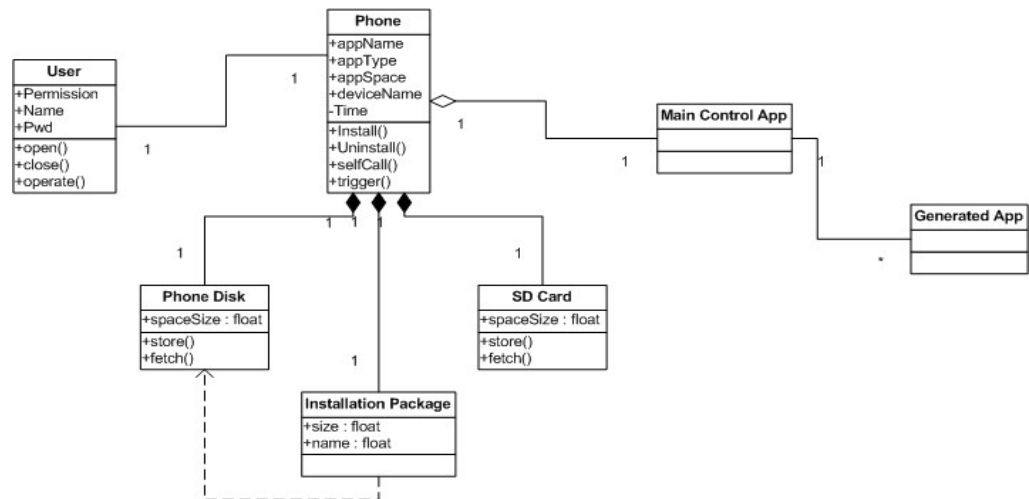 Phone
+appName
+appType
+appSpace
+deviceName
-Time
+Install()
+Uninstall()
+selfCall()
+trigger()
User
+Permission
+Name
+Pwd
+open()
+close()
+operate()
1
1
1
1
Main Control App
1
Generated App
*
1
1
1
1
Phone Disk
+spaceSize : float
+store()
+fetch()
1
SD Card
+spaceSize : float
+store()
+fetch()
1
Installation Package
+size : float
+name : float